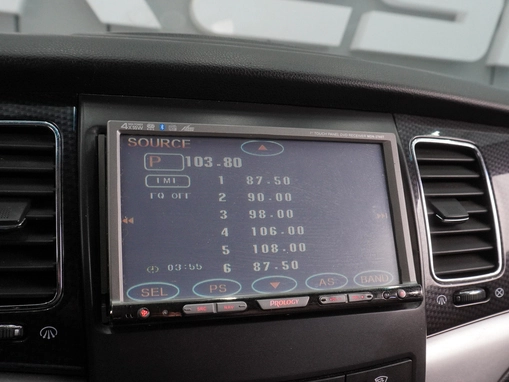 SOURCE
P 103.80
FM1 1 87.50
EQ OFF 2 90.00
3 98.00
4 106.00
5 108.00
03:55 6 87.50
SEL PS AS BAND
PROLOGY